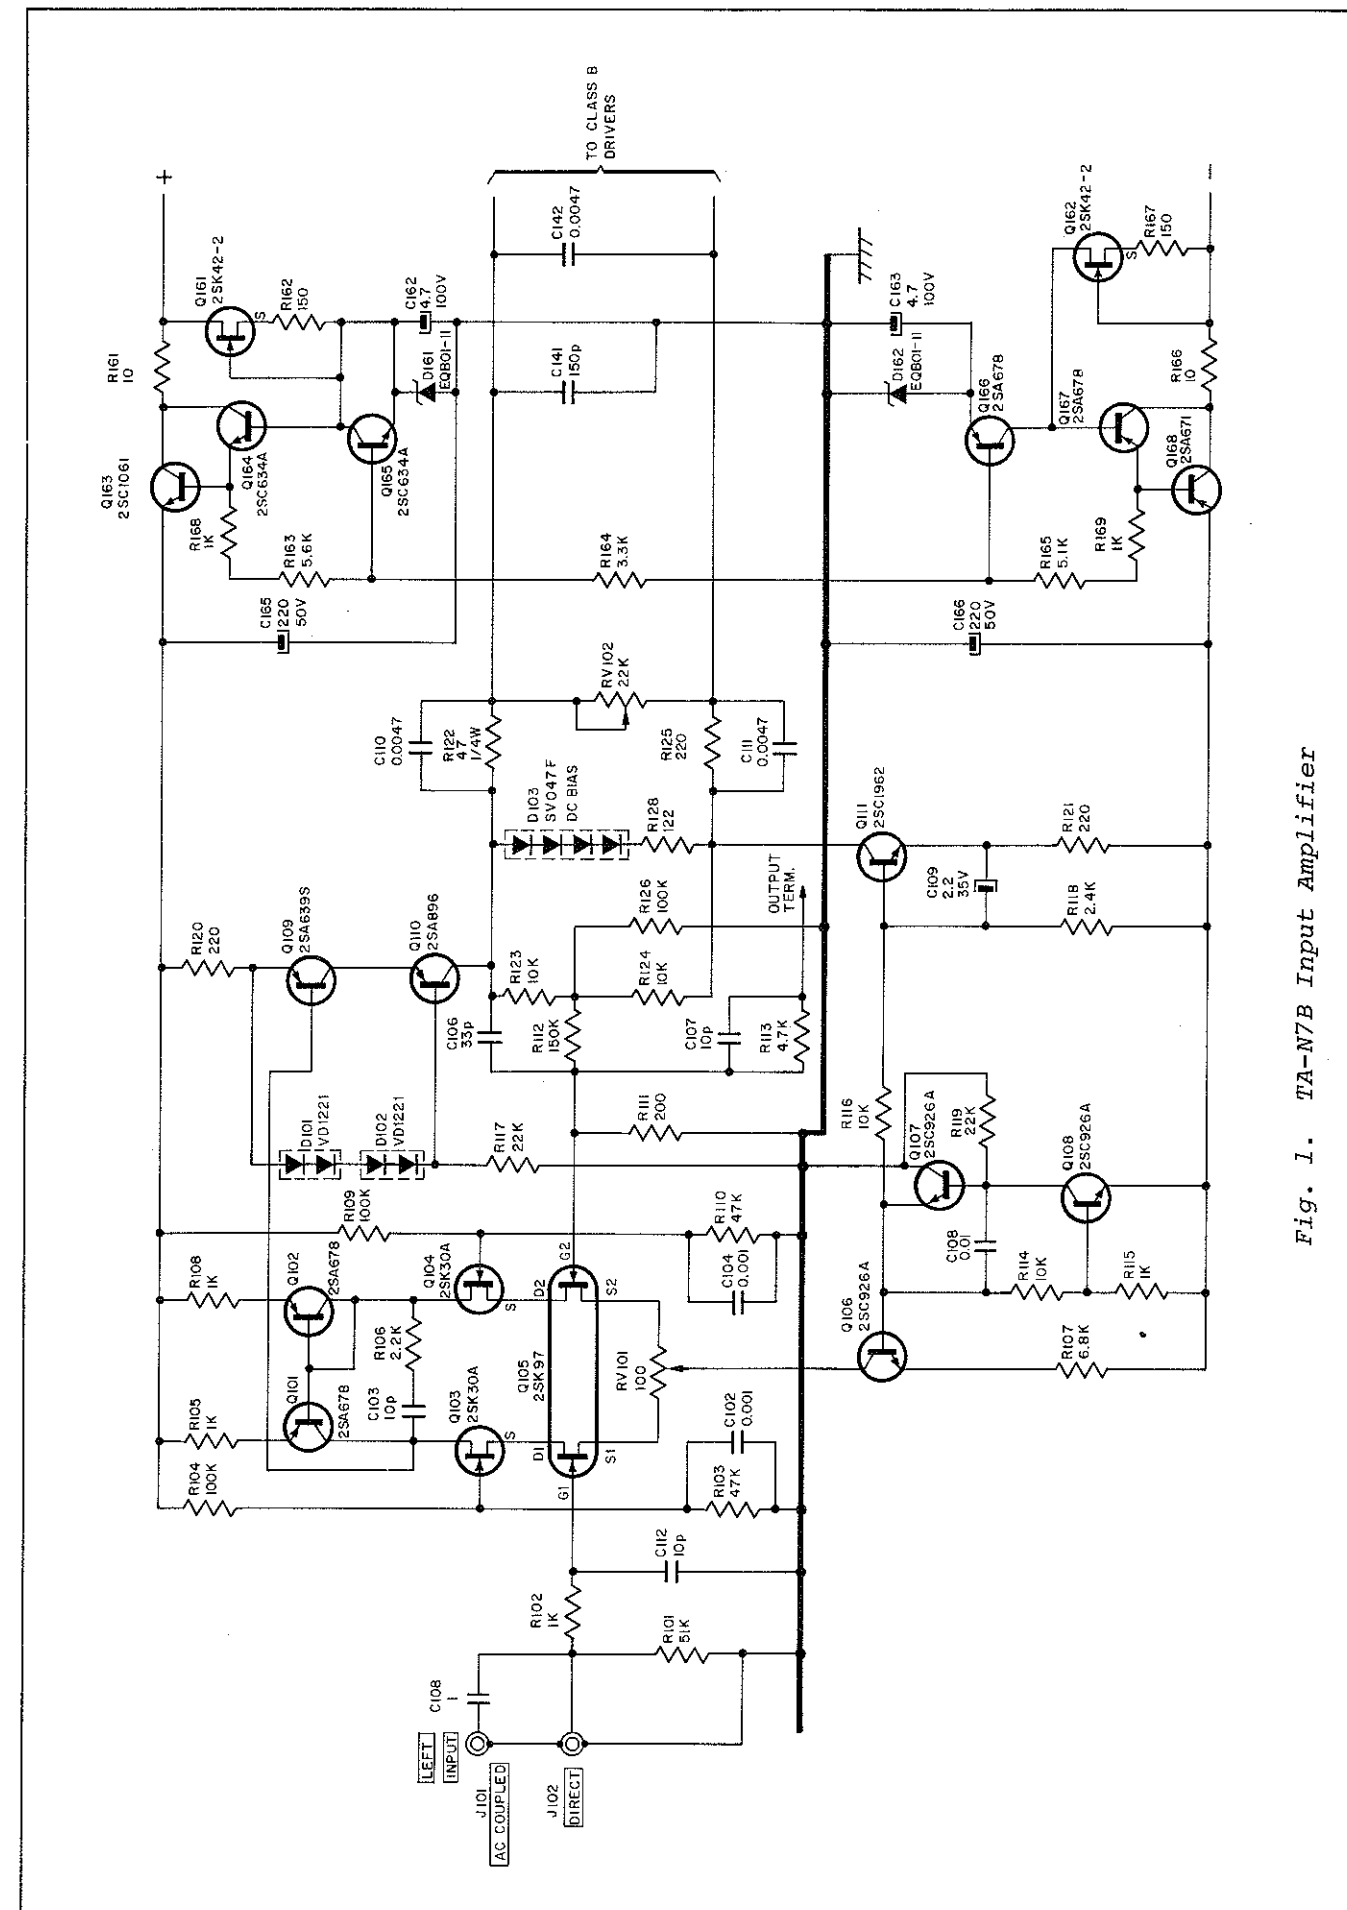 LEFT
INPUT
J101
AC COUPLED
J102
DIRECT
C108
1
R101
51K
R102
1K
C112
10p
R104
100K
R105
1K
Q101
2SA678
C103
10p
Q103
2SK30A
G1
D1
S1
R103
47K
C102
0.001
R108
1K
Q102
2SA678
R106
2.2K
Q104
2SK30A
S
S
Q105
2SK97
D2
G2
S2
RV101
100
R109
100K
R110
47K
C104
0.001
Q106
2SC926A
R107
6.8K
D101
VD1221
D102
VD1221
R117
22K
R111
200
Q107
2SC926A
C108
0.01
R114
10K
R115
1K
R116
10K
R119
22K
Q108
2SC926A
R120
220
Q109
2SA639S
Q110
2SA896
C106
33p
R123
10K
R112
150K
R124
10K
R126
100K
C107
10p
R113
4.7K
OUTPUT
TERM.
D103
SV047F
DC BIAS
R128
122
C110
0.0047
R122
47
1/4W
RV102
22K
R125
220
C111
0.0047
Q111
2SC1962
C109
2.2
35V
R118
2.4K
R121
220
C165
220
50V
R163
5.6K
R168
1K
Q163
2SC1061
Q164
2SC634A
Q165
2SC634A
R164
3.3K
C166
220
50V
R165
5.1K
R169
1K
R161
10
Q161
2SK42-2
S
R162
150
C162
4.7
100V
D161
EQB01-11
C141
150p
C142
0.0047
D162
EQB01-11
C163
4.7
100V
Q166
2SA678
Q167
2SA678
Q168
2SA671
R166
10
Q162
2SK42-2
S
R167
150
+
−
TO CLASS B
DRIVERS
Fig. 1. TA-N7B Input Amplifier